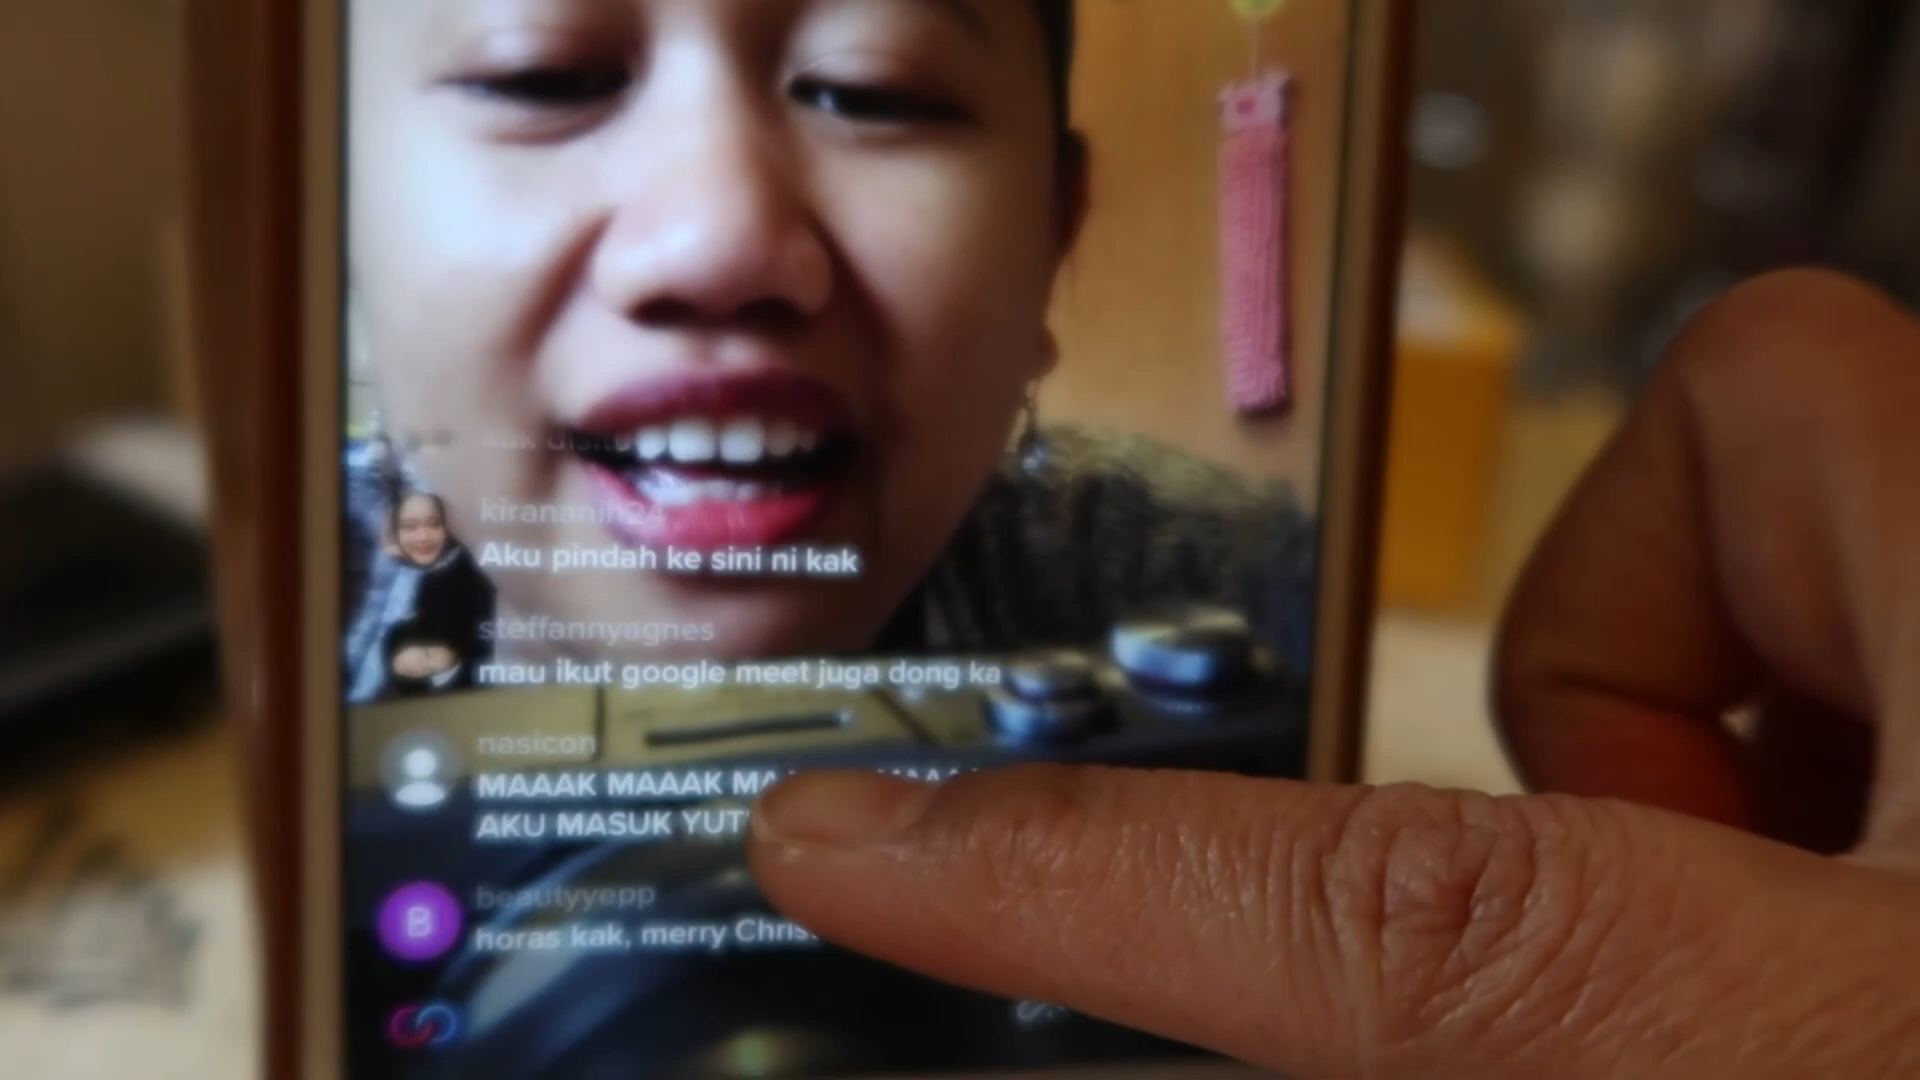 kirananih24
Aku pindah ke sini ni kak
steffannyagnes
mau ikut google meet juga dong ka
nasicon
MAAAK MAAAK
AKU MASUK
B
beautyyepp
horas kak, merry